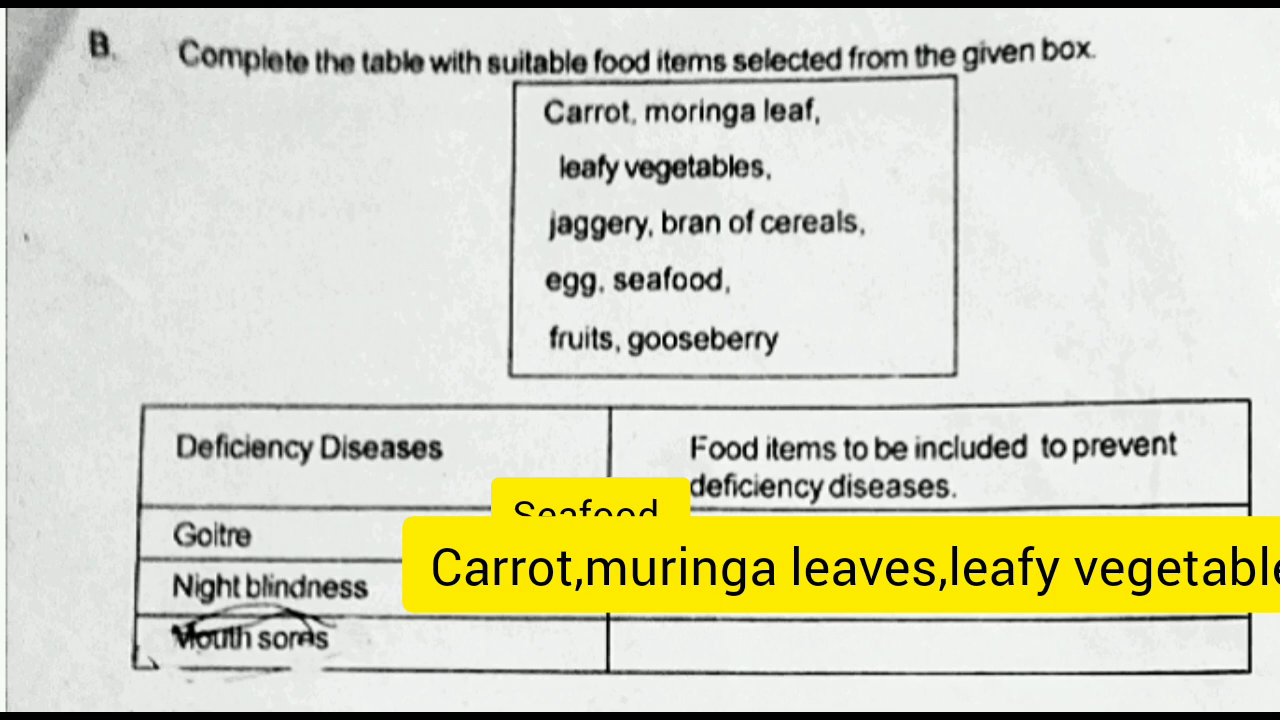 B. Complete the table with suitable food items selected from the given box.
Carrot, moringa leaf,
leafy vegetables,
jaggery, bran of cereals,
egg, seafood,
fruits, gooseberry
Deficiency Diseases
Food items to be included to prevent
deficiency diseases.
Seafood
Goitre
Carrot,muringa leaves,leafy
Night blindness
Mouth sores